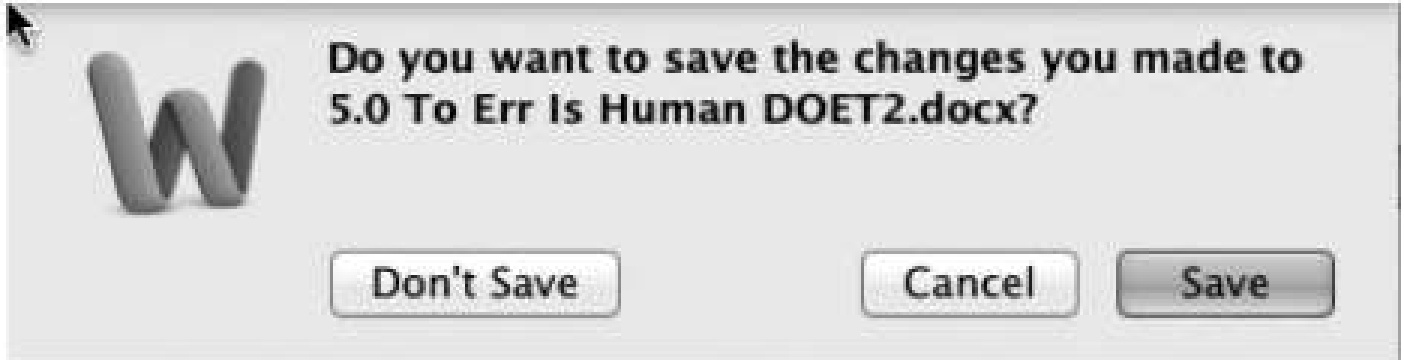 Do you want to save the changes you made to
5.0 To Err Is Human DOET2.docx?
Don't Save Cancel Save